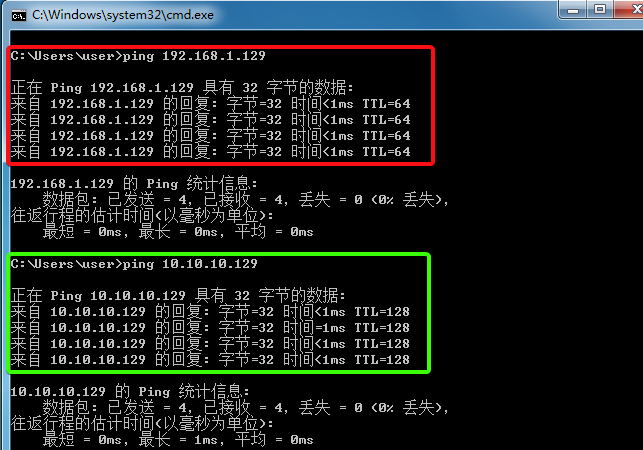 C:\Windows\system32\cmd.exe
C:\Users\user>ping 192.168.1.129
正在 Ping 192.168.1.129 具有 32 字节的数据:
来自 192.168.1.129 的回复: 字节=32 时间<1ms TTL=64
来自 192.168.1.129 的回复: 字节=32 时间<1ms TTL=64
来自 192.168.1.129 的回复: 字节=32 时间<1ms TTL=64
来自 192.168.1.129 的回复: 字节=32 时间<1ms TTL=64
192.168.1.129 的 Ping 统计信息:
数据包: 已发送 = 4, 已接收 = 4, 丢失 = 0 (0% 丢失),
往返行程的估计时间(以毫秒为单位):
最短 = 0ms, 最长 = 0ms, 平均 = 0ms
C:\Users\user>ping 10.10.10.129
正在 Ping 10.10.10.129 具有 32 字节的数据:
来自 10.10.10.129 的回复: 字节=32 时间<1ms TTL=128
来自 10.10.10.129 的回复: 字节=32 时间=1ms TTL=128
来自 10.10.10.129 的回复: 字节=32 时间<1ms TTL=128
来自 10.10.10.129 的回复: 字节=32 时间<1ms TTL=128
10.10.10.129 的 Ping 统计信息:
数据包: 已发送 = 4, 已接收 = 4, 丢失 = 0 (0% 丢失),
往返行程的估计时间(以毫秒为单位):
最短 = 0ms, 最长 = 1ms, 平均 = 0ms